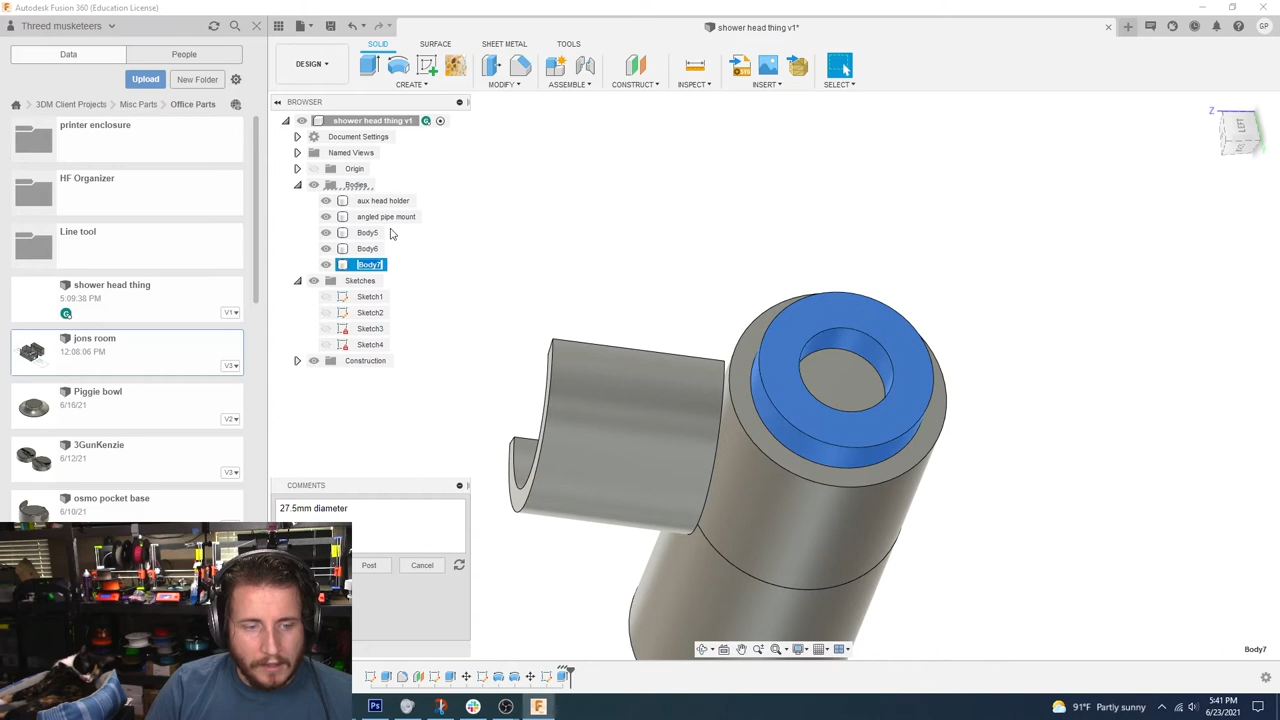 Autodesk Fusion 360 (Education License)
Threed musketeers
shower head thing v1*
GP
Data
People
Upload
New Folder
3DM Client Projects
Misc Parts
Office Parts
printer enclosure
HF Organizer
Line tool
shower head thing
5:09:38 PM
V1
jons room
12:08:06 PM
V3
Piggie bowl
6/16/21
V2
3GunKenzie
6/12/21
V3
osmo pocket base
6/10/21
SOLID
SURFACE
SHEET METAL
TOOLS
DESIGN
CREATE
MODIFY
ASSEMBLE
CONSTRUCT
INSPECT
INSERT
SELECT
BROWSER
shower head thing v1
Document Settings
Named Views
Origin
Bodies
aux head holder
angled pipe mount
Body5
Body6
Body7
Sketches
Sketch1
Sketch2
Sketch3
Sketch4
Construction
COMMENTS
27.5mm diameter
Post
Cancel
Z
LEFT
Body7
91°F Partly sunny
5:41 PM
6/23/2021